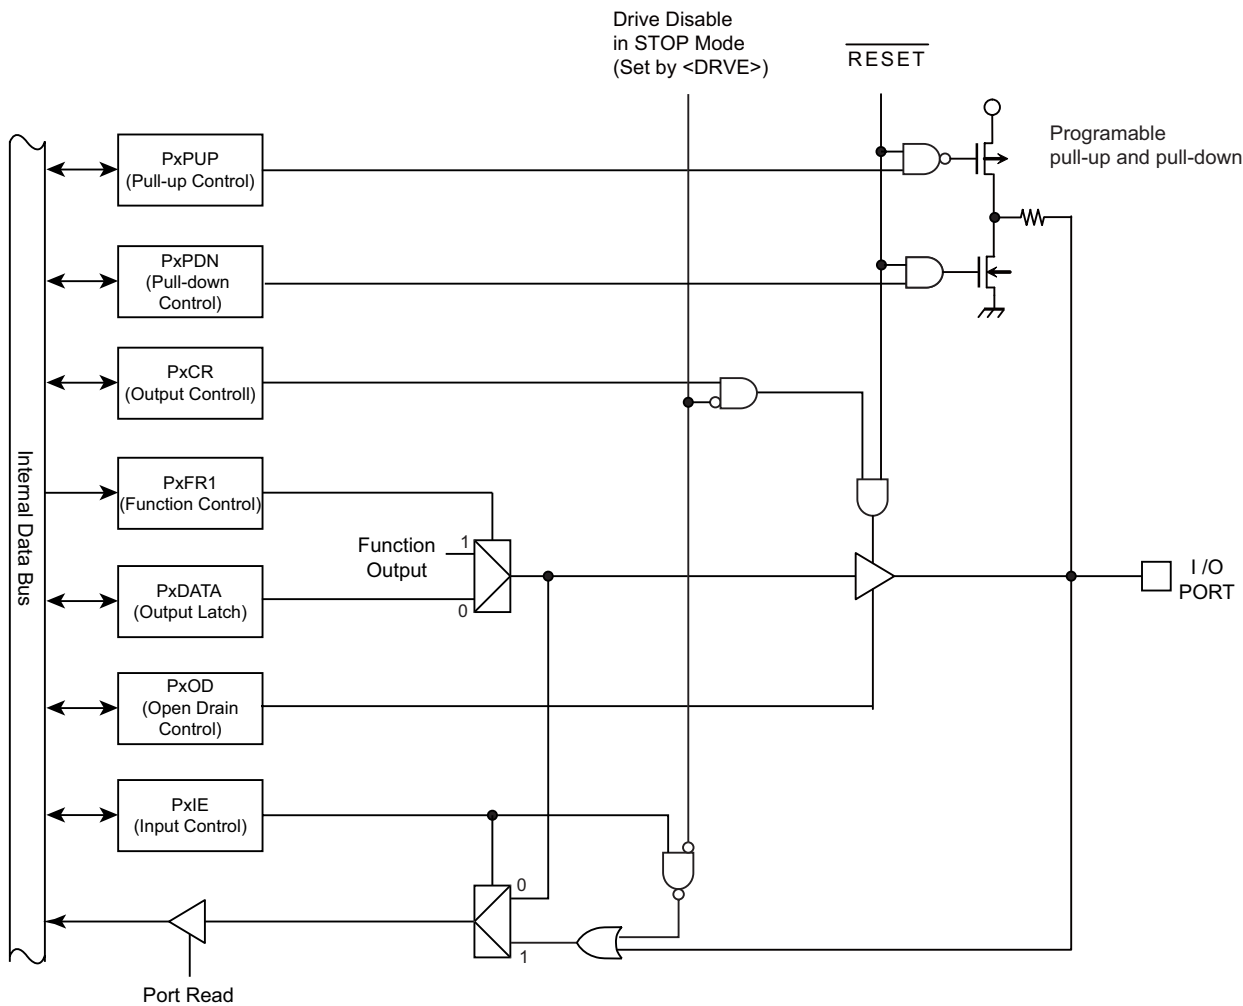 Drive Disable
in STOP Mode
(Set by <DRVE>)
RESET
Programable
pull-up and pull-down
PxPUP
(Pull-up Control)
PxPDN
(Pull-down
Control)
PxCR
(Output Controll)
PxFR1
(Function Control)
Internal Data Bus
Function
Output
1
0
PxDATA
(Output Latch)
I /O
PORT
PxOD
(Open Drain
Control)
PxIE
(Input Control)
0
1
Port Read